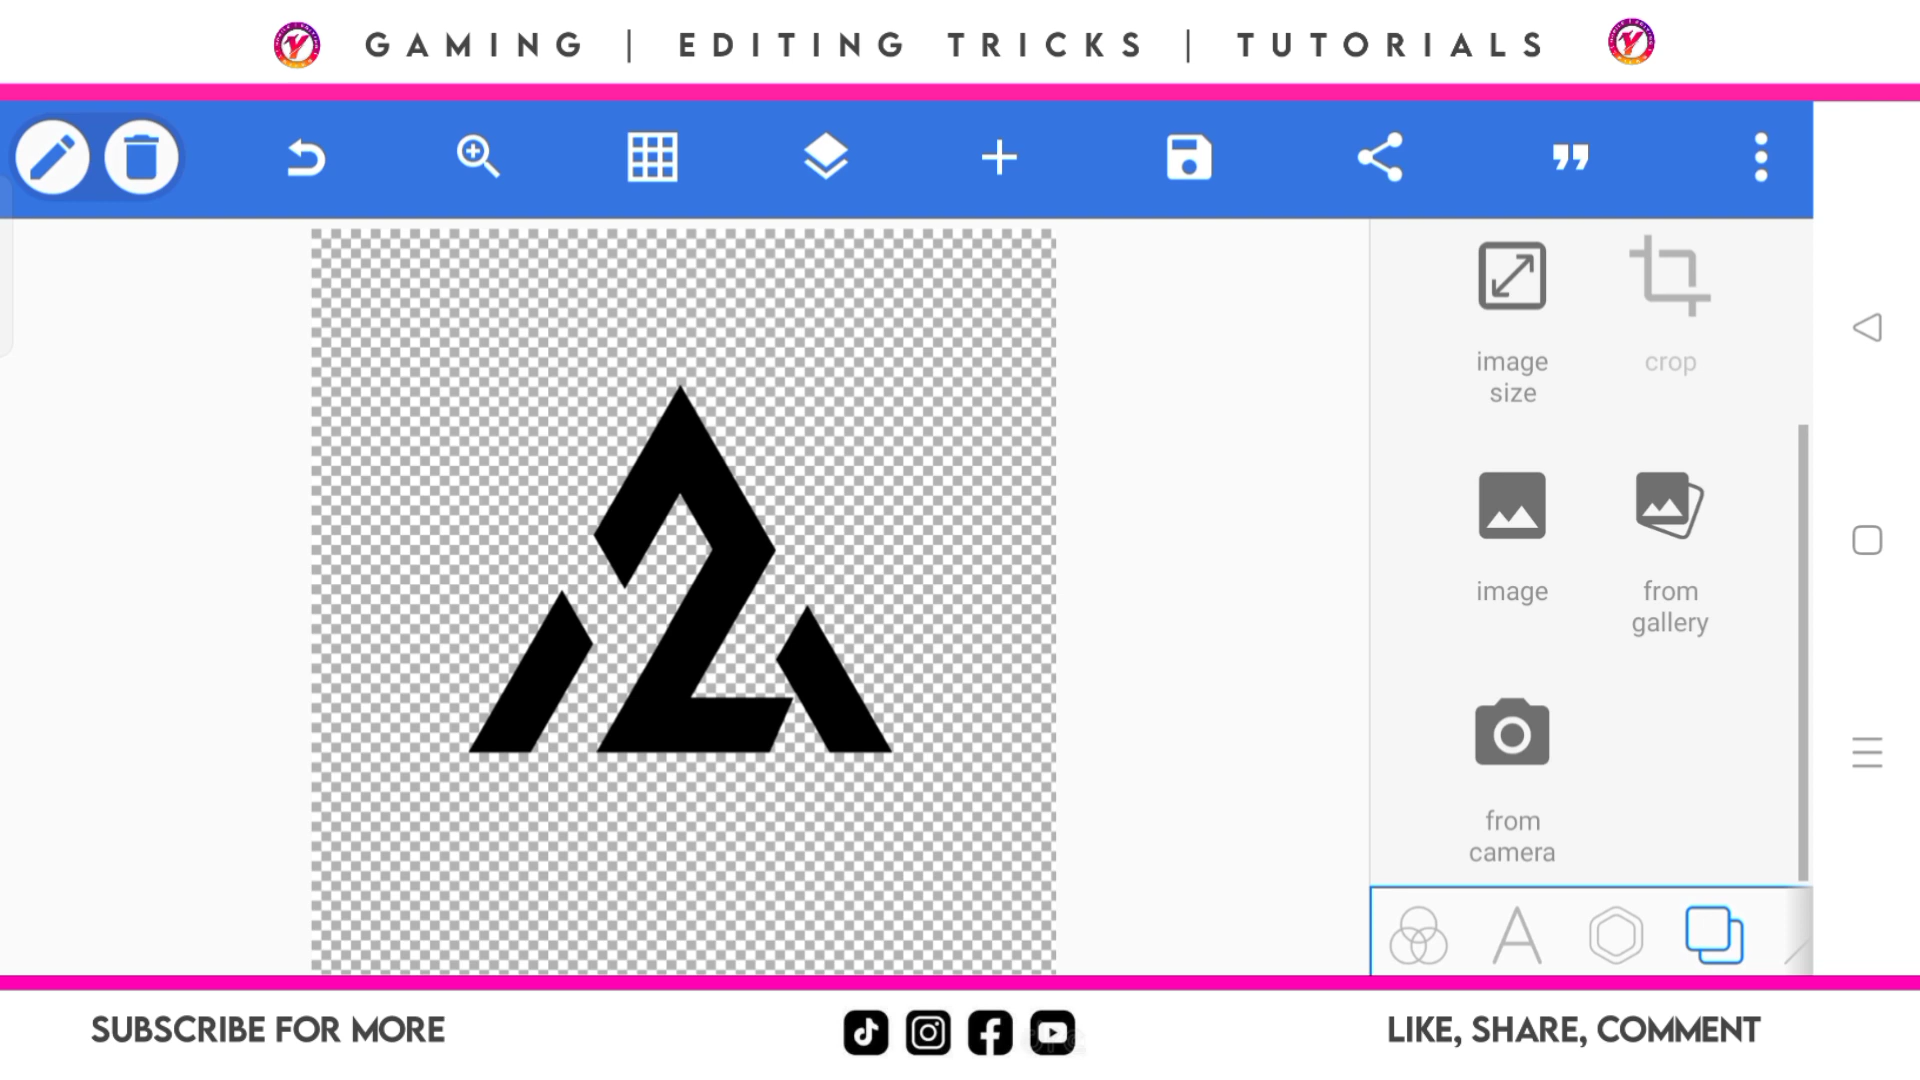 GAMING | EDITING TRICKS | TUTORIALS
image
size
crop
image
from
gallery
from
camera
SUBSCRIBE FOR MORE
LIKE, SHARE, COMMENT